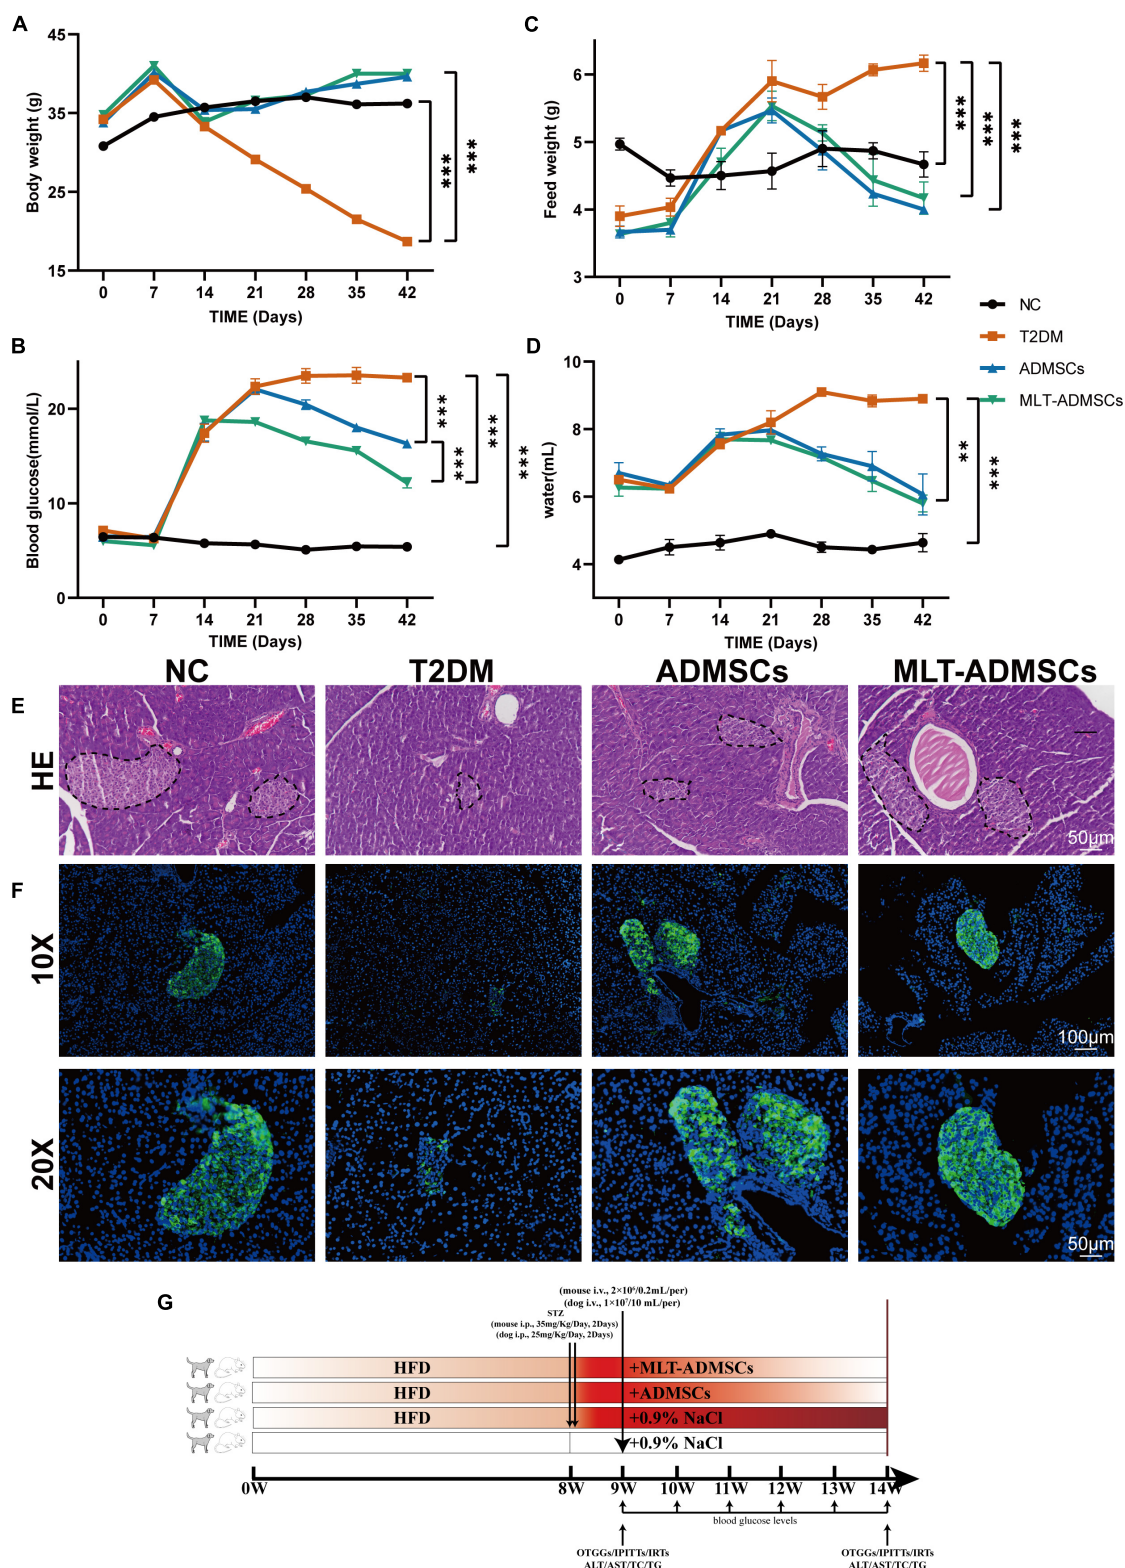 A
Body weight (g)
45
35
25
15
0 7 14 21 28 35 42
TIME (Days)
***
***
C
Feed weight (g)
6
5
4
3
0 7 14 21 28 35 42
TIME (Days)
***
***
***
NC
T2DM
ADMSCs
MLT-ADMSCs
B
Blood glucose(mmol/L)
20
10
0
0 7 14 21 28 35 42
TIME (Days)
***
***
***
***
D
water(mL)
10
8
6
4
0 7 14 21 28 35 42
TIME (Days)
**
***
NC T2DM ADMSCs MLT-ADMSCs
E
HE
50μm
F
10X
100μm
20X
50μm
G
(mouse i.v., 2×10⁶/0.2mL/per)
(dog i.v., 1×10⁷/10 mL/per)
STZ
(mouse i.p., 35mg/Kg/Day, 2Days)
(dog i.p., 25mg/Kg/Day, 2Days)
HFD +MLT-ADMSCs
HFD +ADMSCs
HFD +0.9% NaCl
+0.9% NaCl
0W 8W 9W 10W 11W 12W 13W 14W
blood glucose levels
OTGGs/IPITTs/IRTs OTGGs/IPITTs/IRTs
ALT/AST/TC/TG ALT/AST/TC/TG